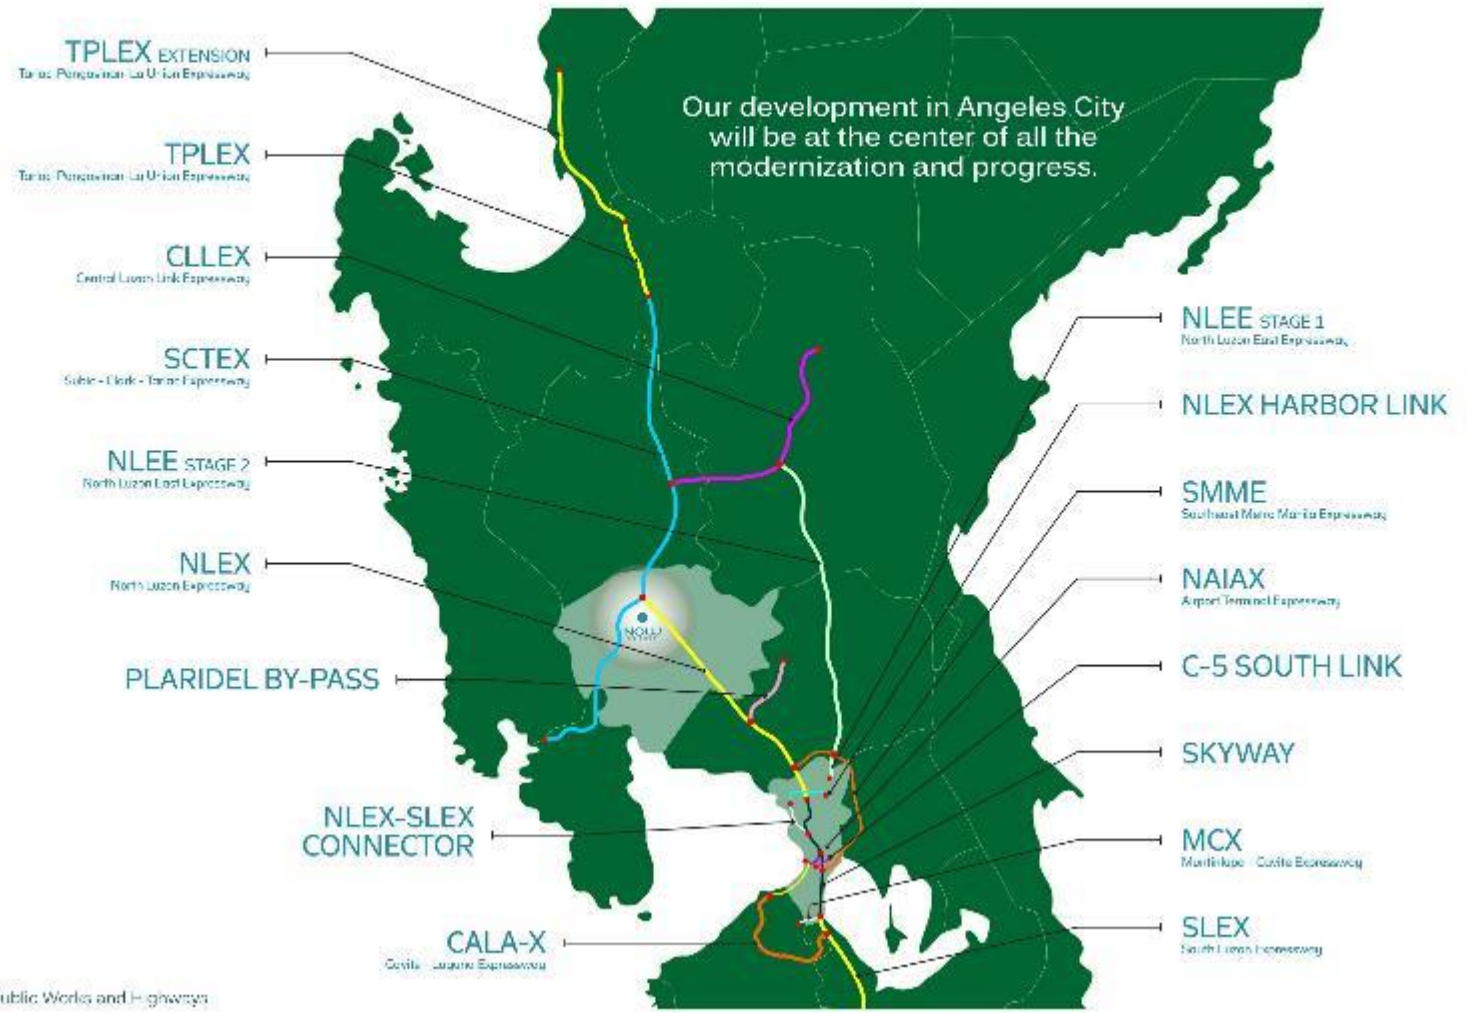 TPLEX EXTENSION
Tarlac-Pangasinan-La Union Expressway
TPLEX
Tarlac-Pangasinan-La Union Expressway
CLLEX
Central Luzon Link Expressway
SCTEX
Subic - Clark - Tarlac Expressway
NLEE STAGE 2
North Luzon East Expressway
NLEX
North Luzon Expressway
PLARIDEL BY-PASS
NLEX-SLEX
CONNECTOR
CALA-X
Cavite - Laguna Expressway
ublic Works and Highways
Our development in Angeles City
will be at the center of all the
modernization and progress.
NOLU
NLEE STAGE 1
North Luzon East Expressway
NLEX HARBOR LINK
SMME
Southeast Metro Manila Expressway
NAIAX
Airport Terminal Expressway
C-5 SOUTH LINK
SKYWAY
MCX
Muntinlupa - Cavite Expressway
SLEX
South Luzon Expressway